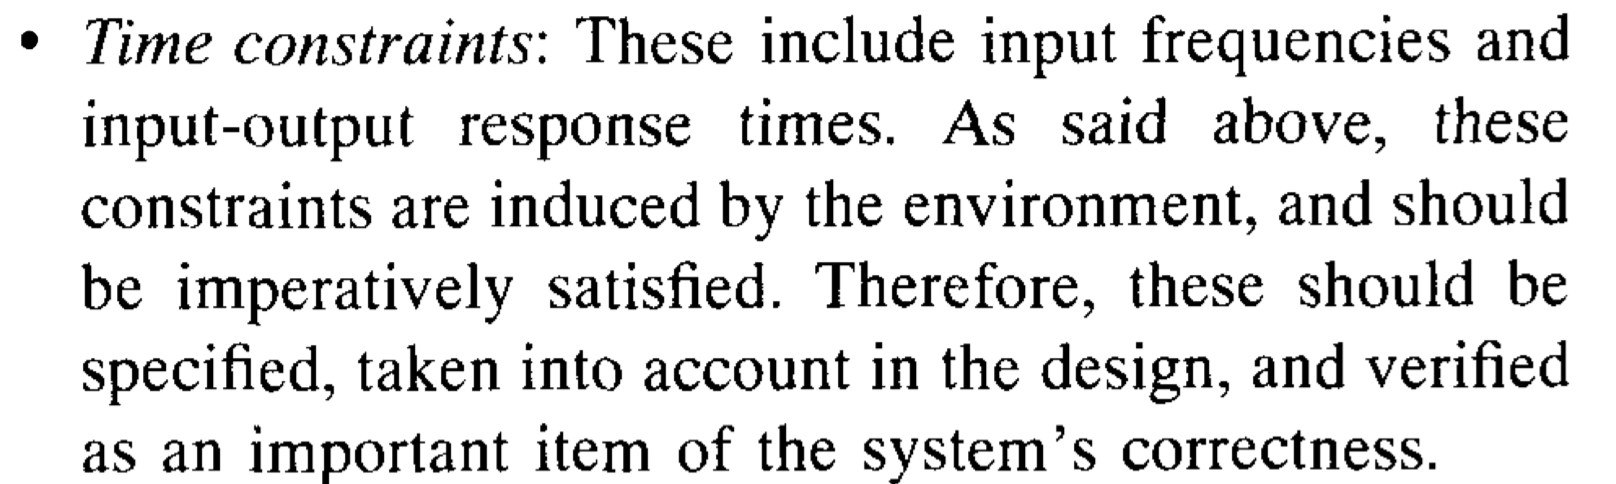 • Time constraints: These include input frequencies and
input-output response times. As said above, these
constraints are induced by the environment, and should
be imperatively satisfied. Therefore, these should be
specified, taken into account in the design, and verified
as an important item of the system's correctness.